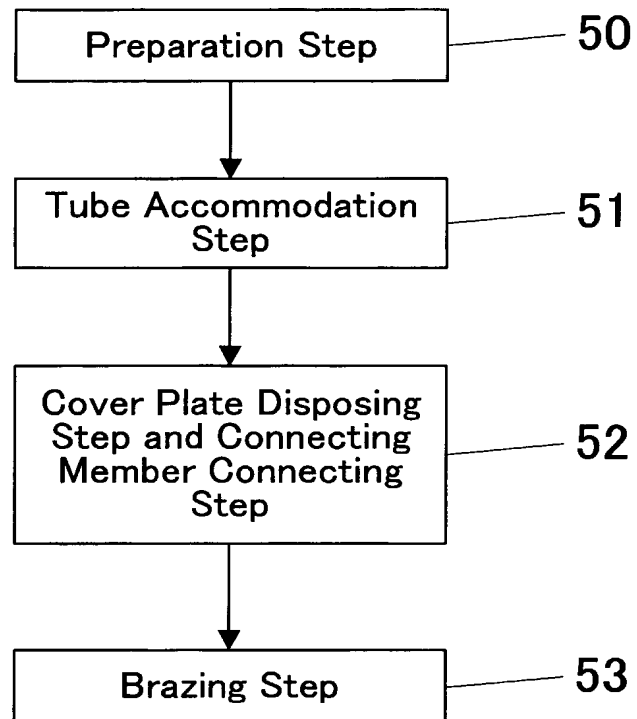 Preparation Step
50
Tube Accommodation
Step
51
Cover Plate Disposing
Step and Connecting
Member Connecting
Step
52
Brazing Step
53